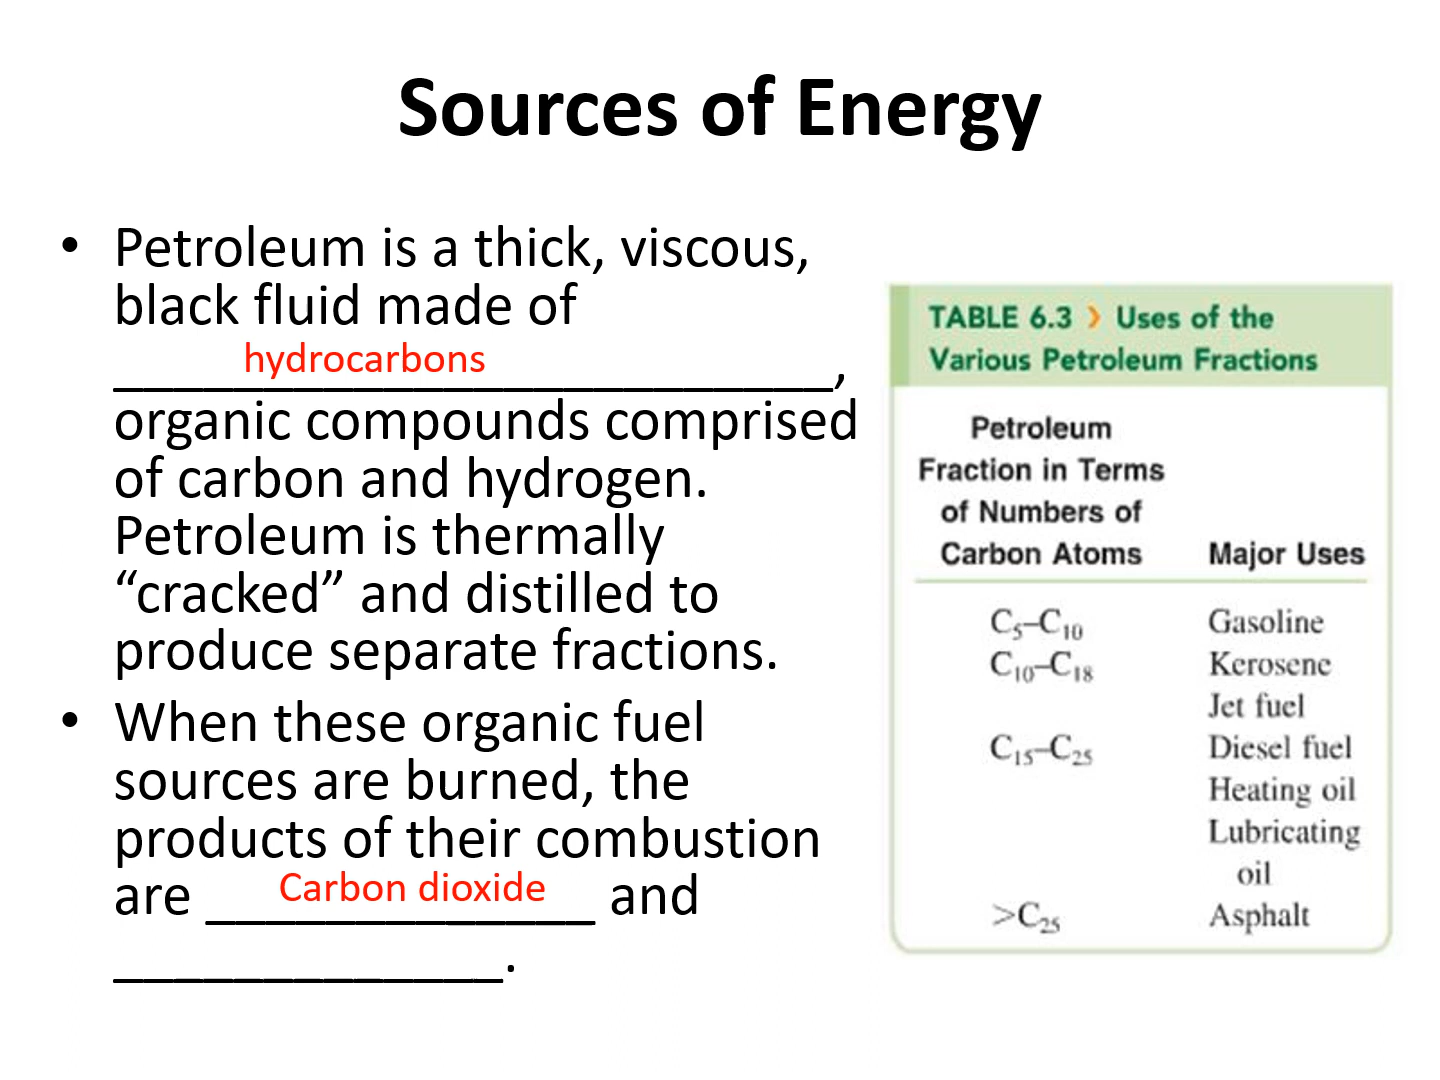 Sources of Energy
• Petroleum is a thick, viscous,
black fluid made of
hydrocarbons
________________________,
organic compounds comprised
of carbon and hydrogen.
Petroleum is thermally
“cracked” and distilled to
produce separate fractions.
• When these organic fuel
sources are burned, the
products of their combustion
are Carbon dioxide _____________ and
_____________.
TABLE 6.3 › Uses of the
Various Petroleum Fractions
Petroleum
Fraction in Terms
of Numbers of
Carbon Atoms Major Uses
C₅–C₁₀ Gasoline
C₁₀–C₁₈ Kerosene
Jet fuel
C₁₅–C₂₅ Diesel fuel
Heating oil
Lubricating
oil
>C₂₅ Asphalt